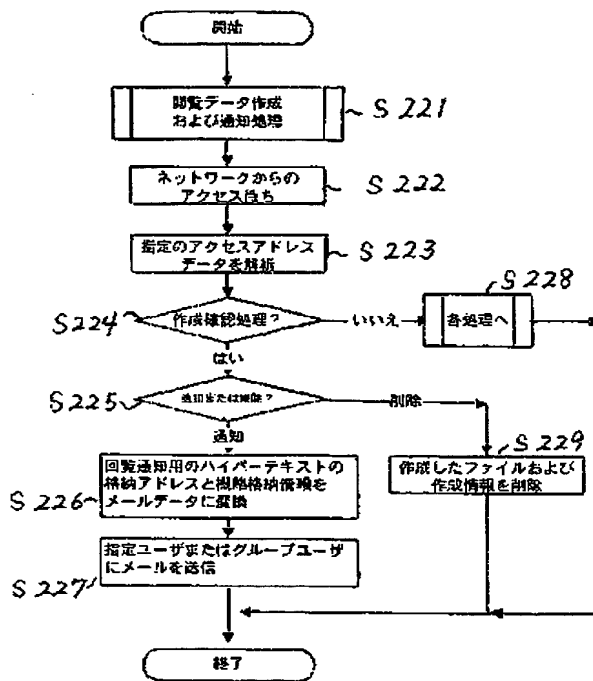 開始
閲覧データ作成
および通知処理
S221
ネットワークからの
アクセス待ち
S222
指定のアクセスアドレス
データを解析
S223
S224
作成確認処理?
いいえ
S228
各処理へ
はい
S225
通知または削除?
削除
通知
S229
作成したファイルおよび
作成情報を削除
回覧通知用のハイパーテキストの
格納アドレスと概略格納情報を
メールデータに変換
S226
指定ユーザまたはグループユーザ
にメールを送信
S227
終了